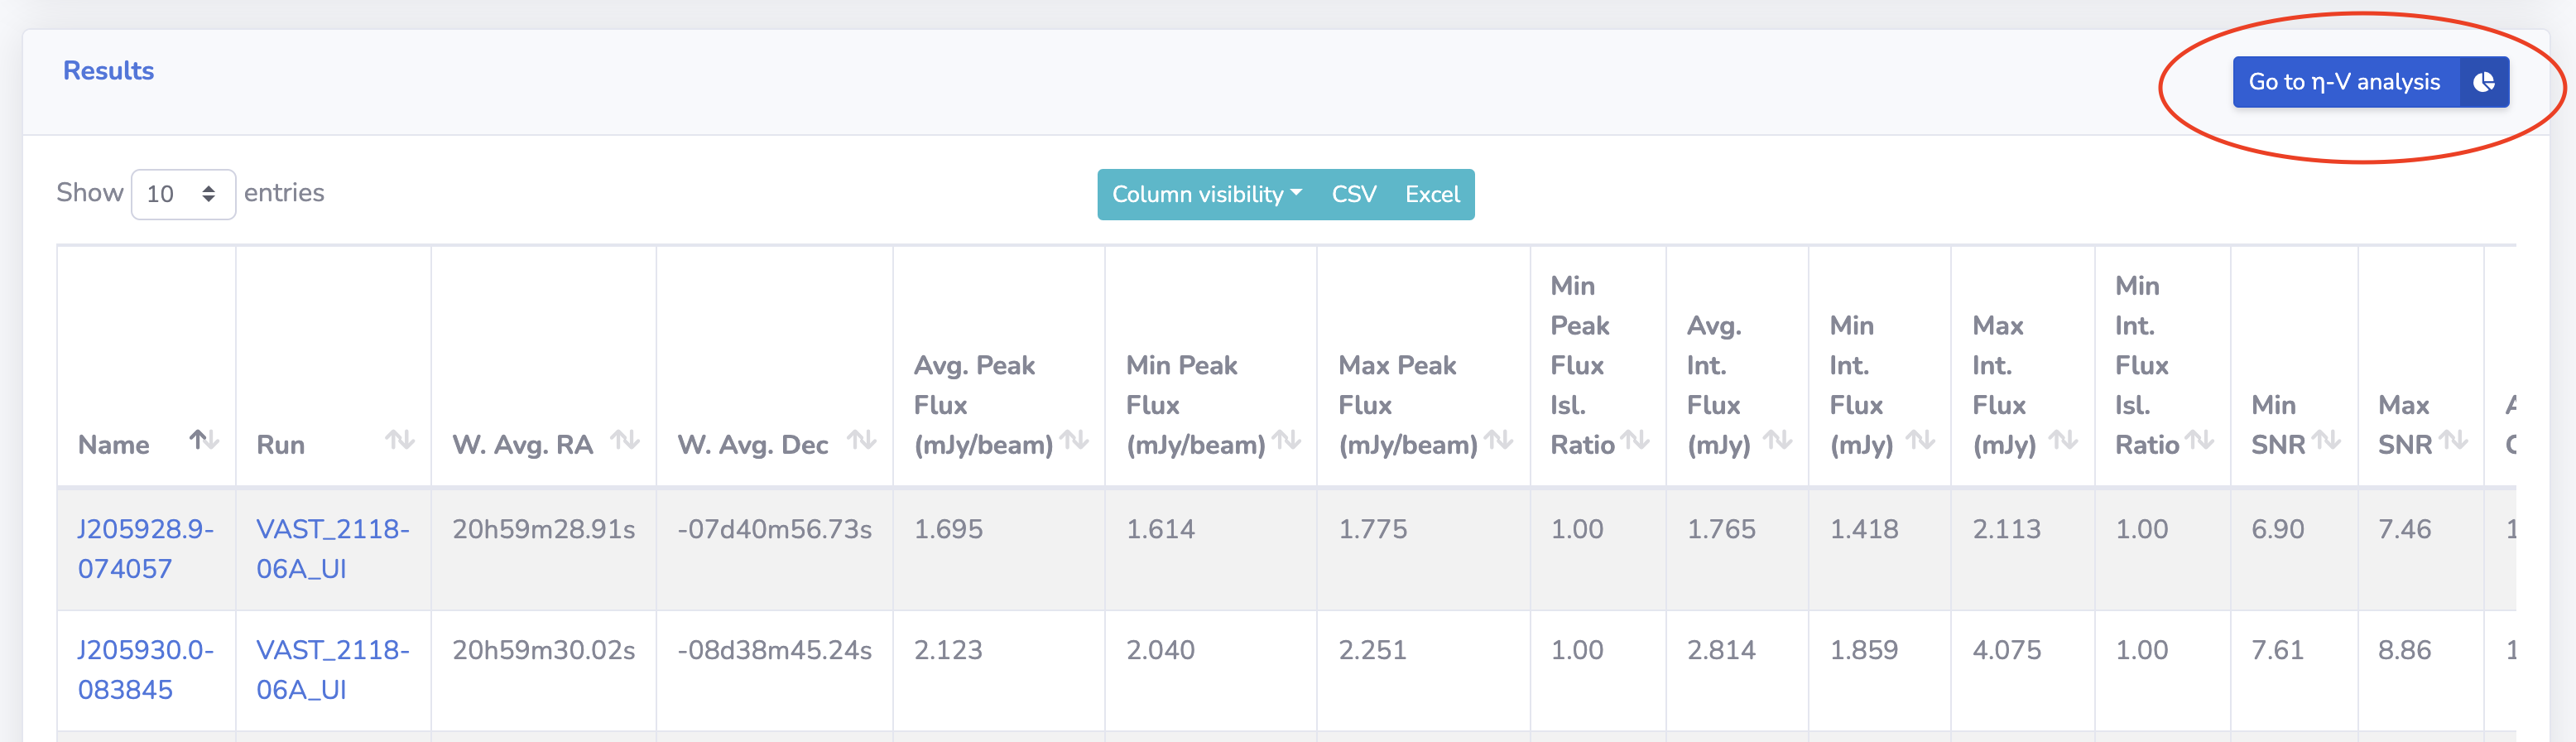 Results
Go to η-V analysis
Show 10 entries
Column visibility CSV Excel
Min
Min
Peak
Avg.
Min
Max
Int.
Avg. Peak
Min Peak
Max Peak
Flux
Int.
Int.
Int.
Flux
Flux
Flux
Flux
Isl.
Flux
Flux
Flux
Isl.
Min
Max
Name
Run
W. Avg. RA
W. Avg. Dec
(mJy/beam)
(mJy/beam)
(mJy/beam)
Ratio
(mJy)
(mJy)
(mJy)
Ratio
SNR
SNR
J205928.9-
VAST_2118-
20h59m28.91s
-07d40m56.73s
1.695
1.614
1.775
1.00
1.765
1.418
2.113
1.00
6.90
7.46
074057
06A_UI
J205930.0-
VAST_2118-
20h59m30.02s
-08d38m45.24s
2.123
2.040
2.251
1.00
2.814
1.859
4.075
1.00
7.61
8.86
083845
06A_UI